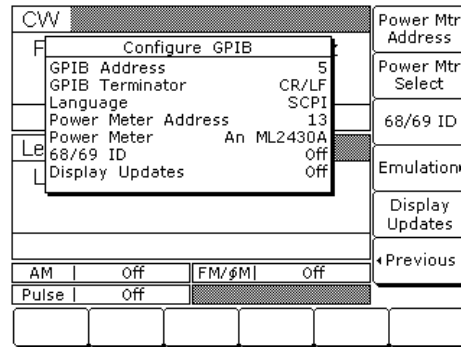 CW
Configure GPIB
GPIB Address 5
GPIB Terminator CR/LF
Language SCPI
Power Meter Address 13
Power Meter An ML2430A
68/69 ID Off
Display Updates Off
F
Le
L
AM Off FM/ϕM Off
Pulse Off
Power Mtr
Address
Power Mtr
Select
68/69 ID
Emulation
Display
Updates
Previous